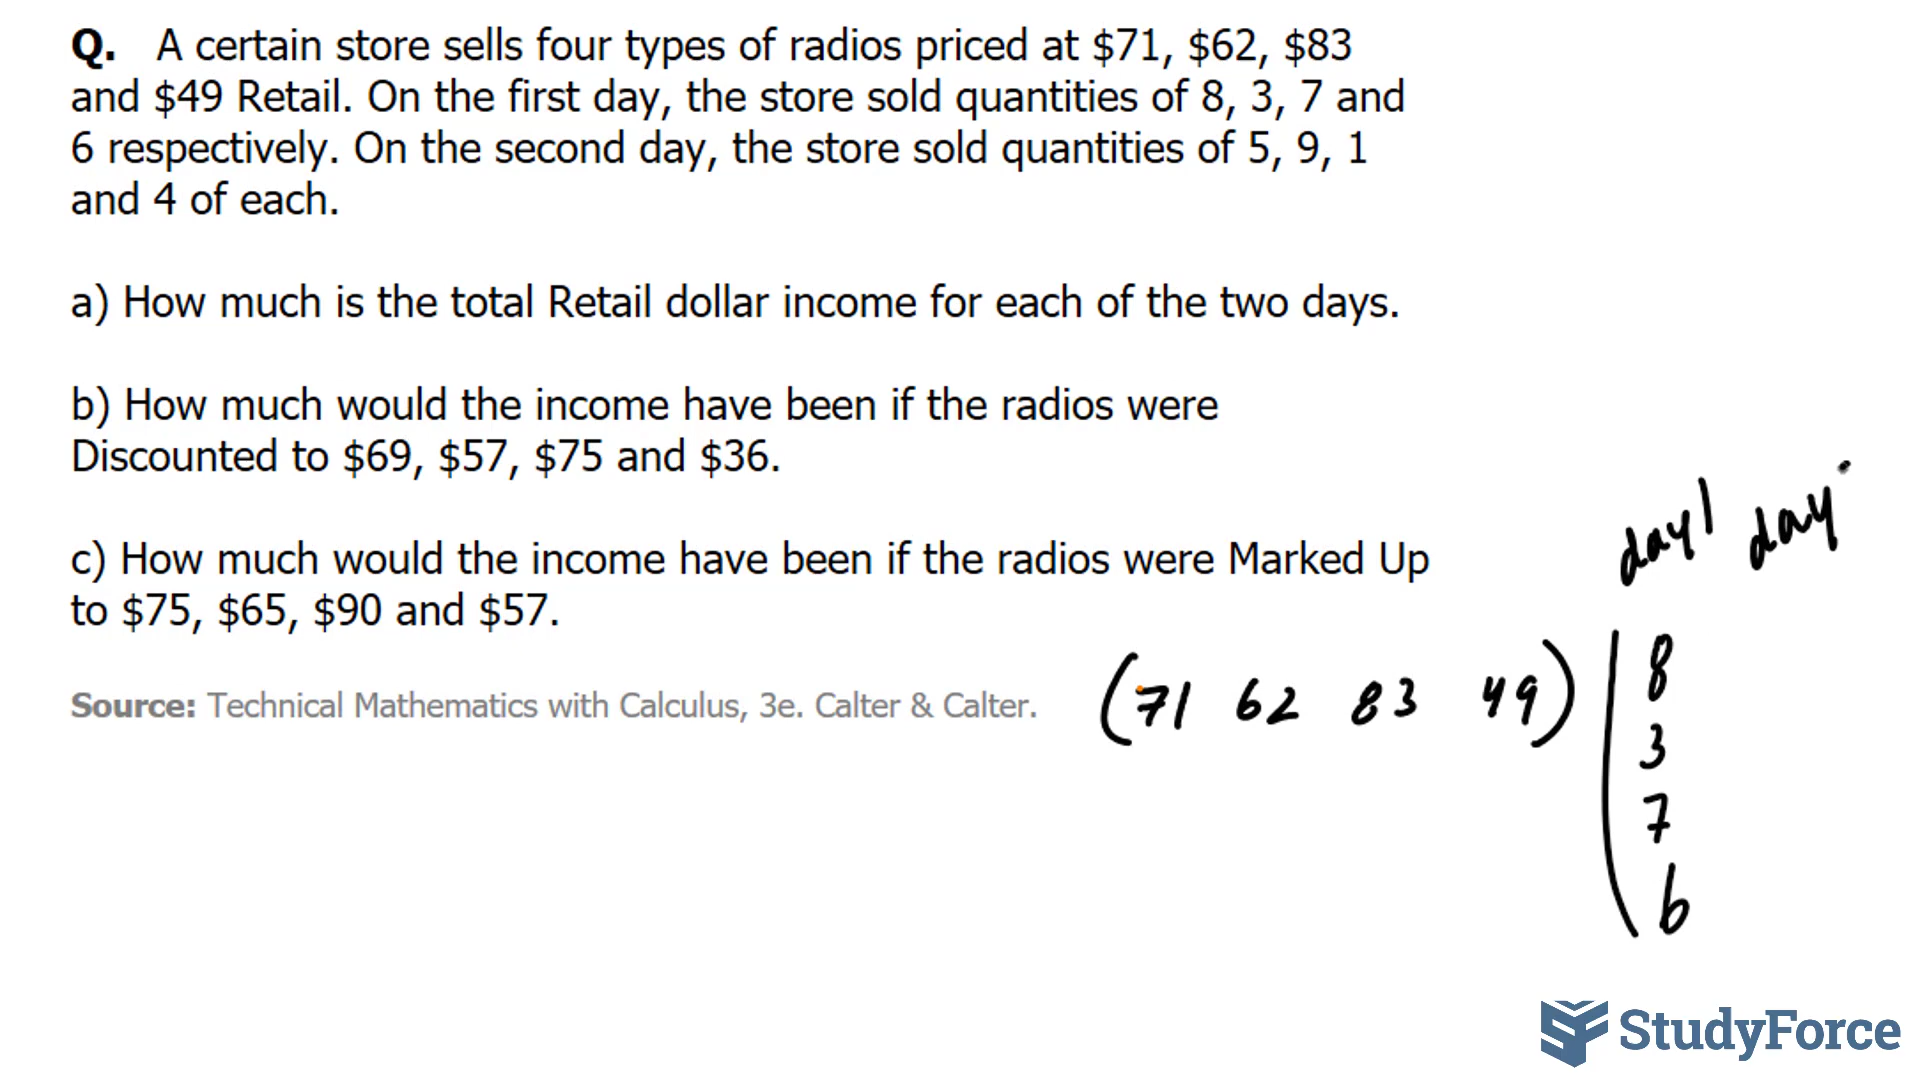 Q. A certain store sells four types of radios priced at $71, $62, $83
and $49 Retail. On the first day, the store sold quantities of 8, 3, 7 and
6 respectively. On the second day, the store sold quantities of 5, 9, 1
and 4 of each.
a) How much is the total Retail dollar income for each of the two days.
b) How much would the income have been if the radios were
Discounted to $69, $57, $75 and $36.
c) How much would the income have been if the radios were Marked Up
to $75, $65, $90 and $57.
Source: Technical Mathematics with Calculus, 3e. Calter & Calter.
day 1 day
(71 62 83 49)
( 8
3
7
6
StudyForce